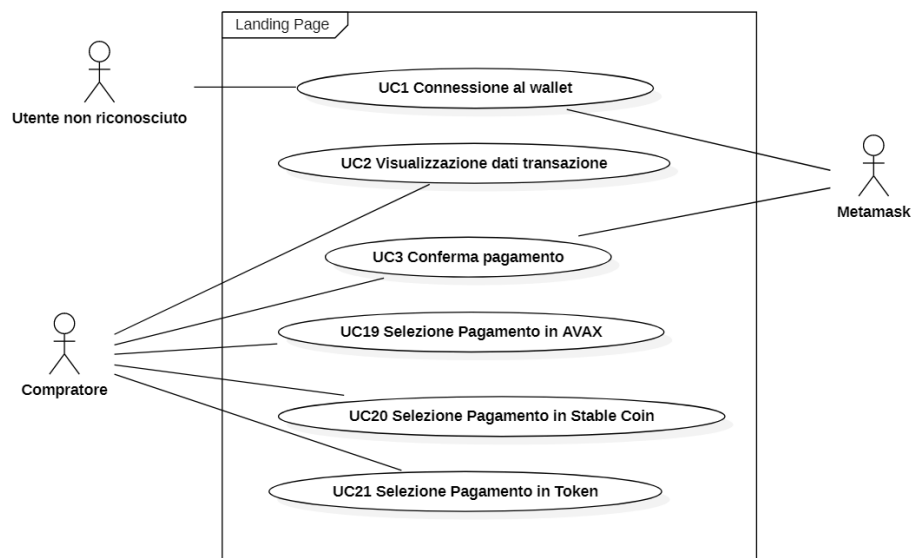 Landing Page
Utente non riconosciuto
UC1 Connessione al wallet
UC2 Visualizzazione dati transazione
Metamask
UC3 Conferma pagamento
UC19 Selezione Pagamento in AVAX
Compratore
UC20 Selezione Pagamento in Stable Coin
UC21 Selezione Pagamento in Token